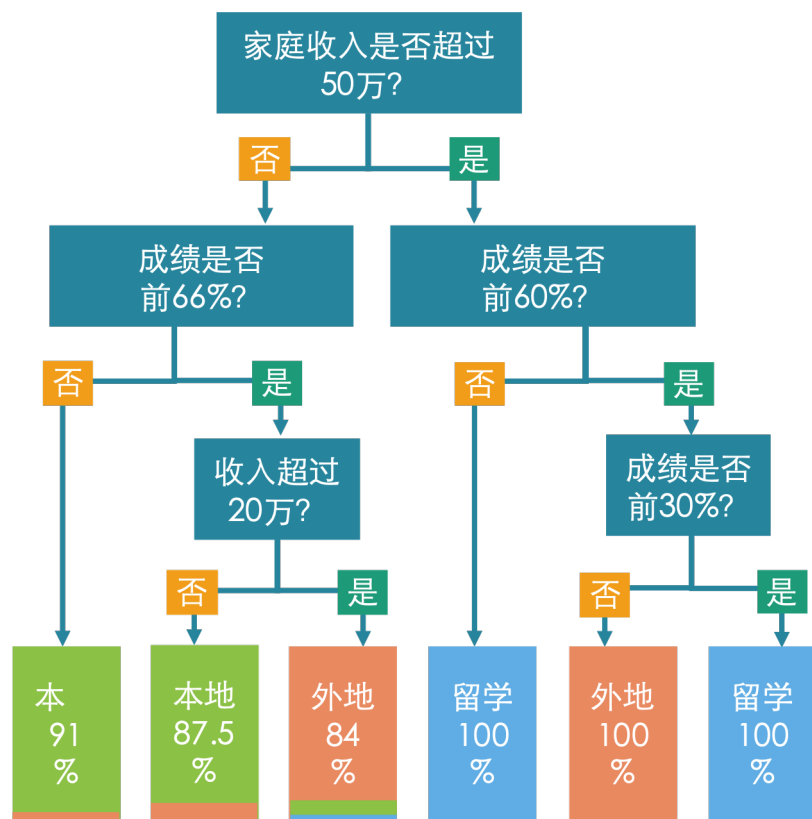 家庭收入是否超过
50万?
否
是
成绩是否
前66%?
成绩是否
前60%?
否
是
否
是
收入超过
20万?
成绩是否
前30%?
否
是
否
是
本
91
%
本地
87.5
%
外地
84
%
留学
100
%
外地
100
%
留学
100
%